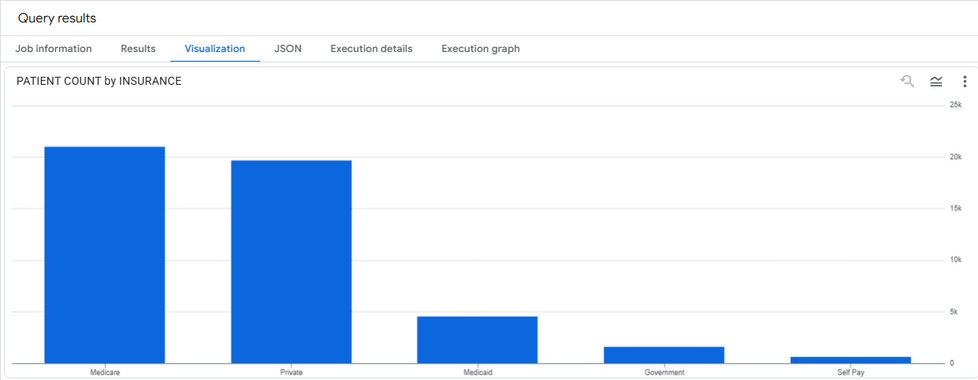 Query results
Job information Results Visualization JSON Execution details Execution graph
PATIENT COUNT by INSURANCE
25k
20k
15k
10k
5k
0
Medicare Private Medicaid Government Self Pay